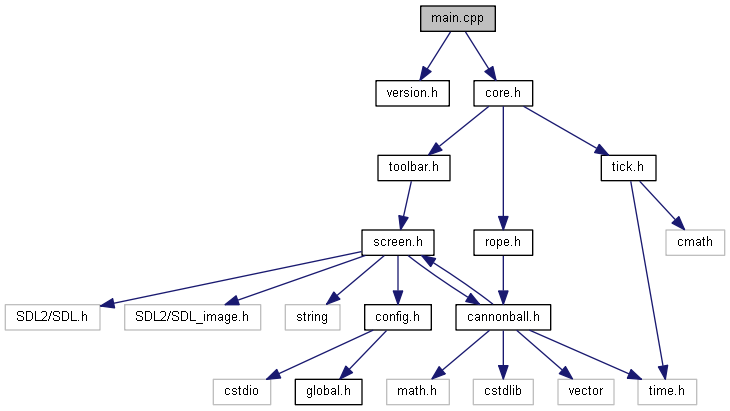 main.cpp
version.h
core.h
toolbar.h
tick.h
screen.h
rope.h
cmath
SDL2/SDL.h
SDL2/SDL_image.h
string
config.h
cannonball.h
cstdio
global.h
math.h
cstdlib
vector
time.h